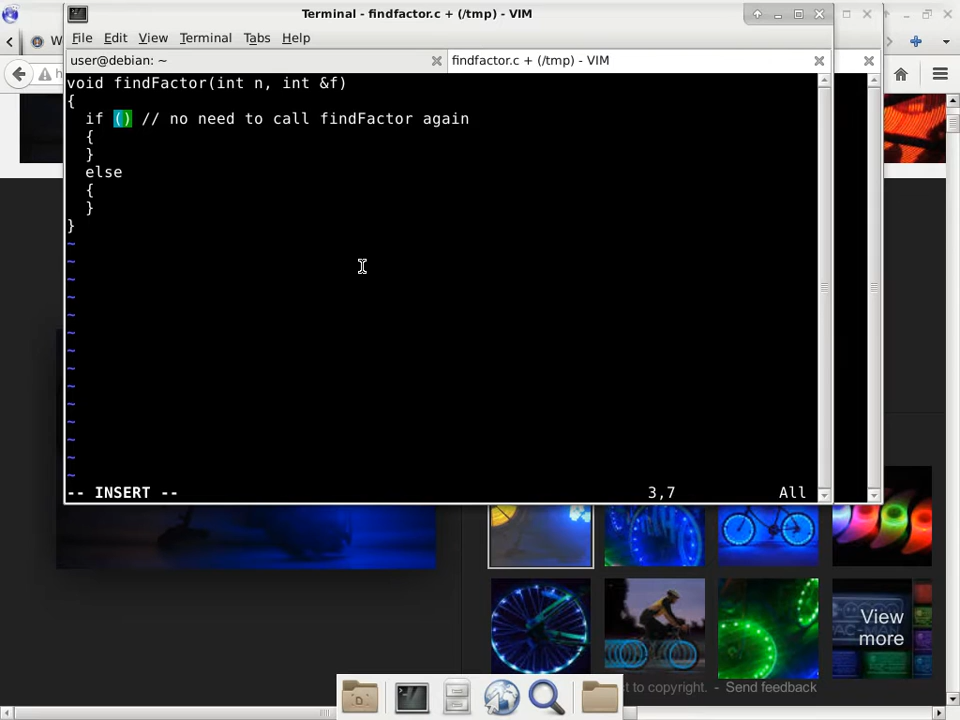 Terminal - findfactor.c + (/tmp) - VIM
File Edit View Terminal Tabs Help
user@debian: ~
findfactor.c + (/tmp) - VIM
W
h
void findFactor(int n, int &f)
{
if () // no need to call findFactor again
{
}
else
{
}
}
~
~
~
~
~
~
~
~
~
~
~
~
~
~
-- INSERT -- 3,7 All
View
more
ct to copyright. - Send feedback